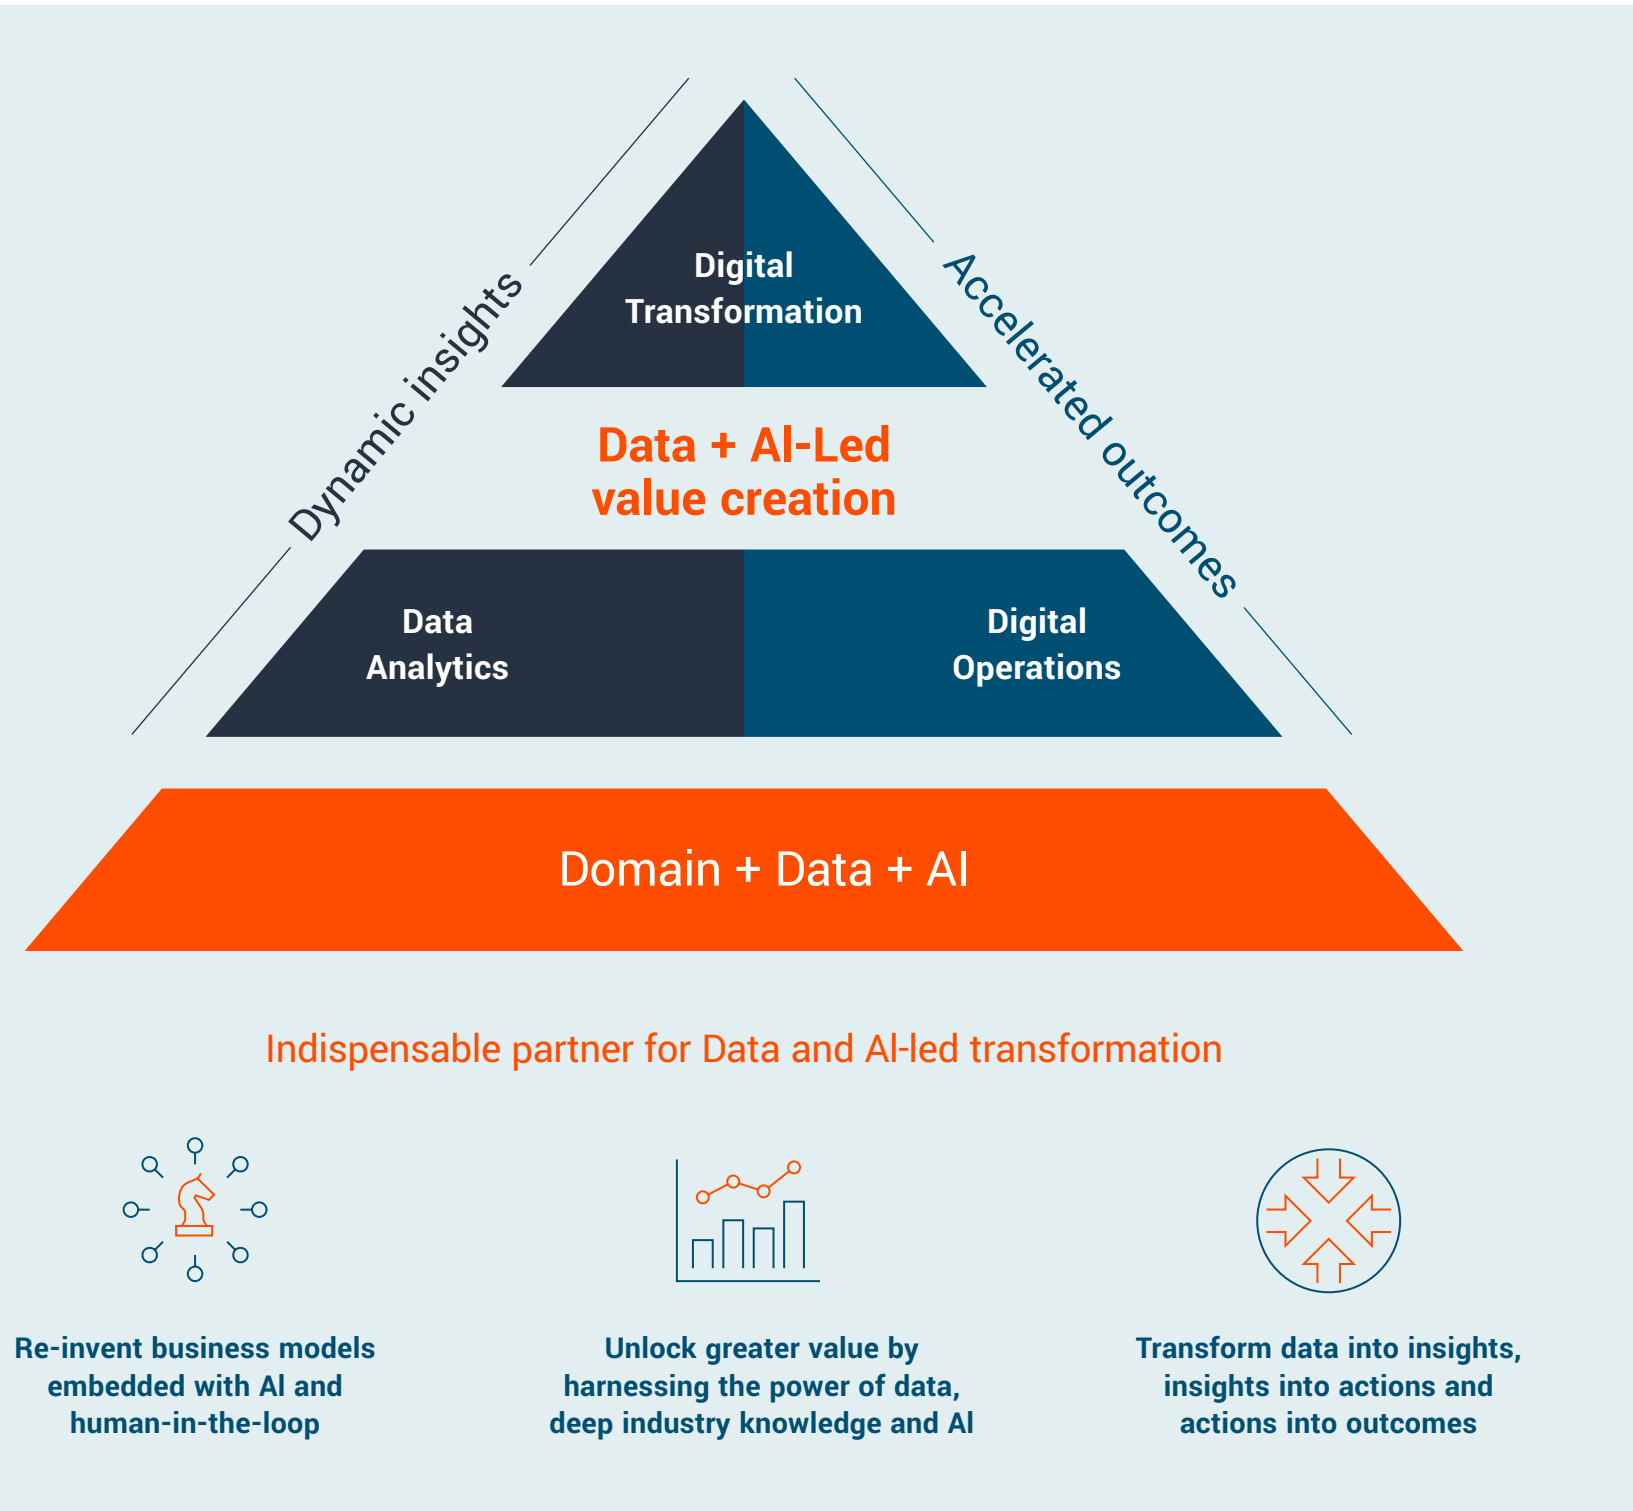 Digital
Transformation
Dynamic insights
Accelerated outcomes
Data + AI-Led
value creation
Data
Analytics
Digital
Operations
Domain + Data + AI
Indispensable partner for Data and AI-led transformation
Re-invent business models
embedded with AI and
human-in-the-loop
Unlock greater value by
harnessing the power of data,
deep industry knowledge and AI
Transform data into insights,
insights into actions and
actions into outcomes